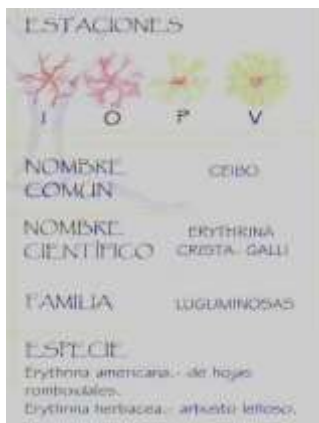 ESTACIONES
I O P V
NOMBRE CEIBO
COMÚN
NOMBRE ERYTHRINA
CIENTÍFICO CRISTA- GALLI
FAMILIA LUGUMINOSAS
ESPECIE
Erythrina americana.- de hojas
romboidales.
Erythrina herbacea.- arbusto leñoso.